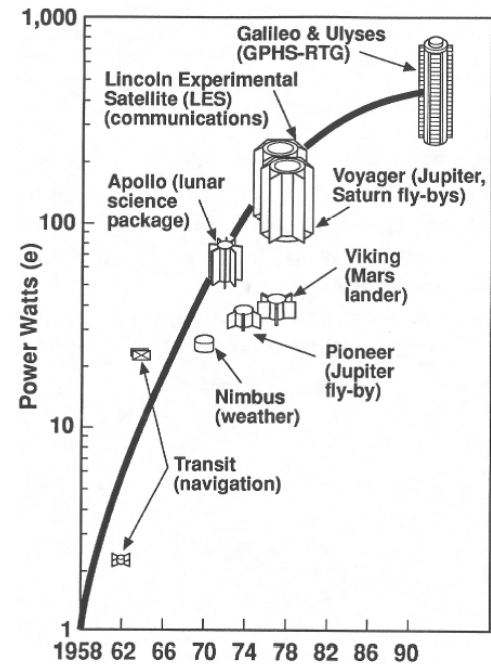 1,000
Galileo & Ulyses
(GPHS-RTG)
Lincoln Experimental
Satellite (LES)
(communications)
Apollo (lunar
science
package)
Voyager (Jupiter,
Saturn fly-bys)
100
Viking
(Mars
lander)
Pioneer
(Jupiter
fly-by)
Nimbus
(weather)
10
Transit
(navigation)
1
Power Watts (e)
1958 62 66 70 74 78 82 86 90